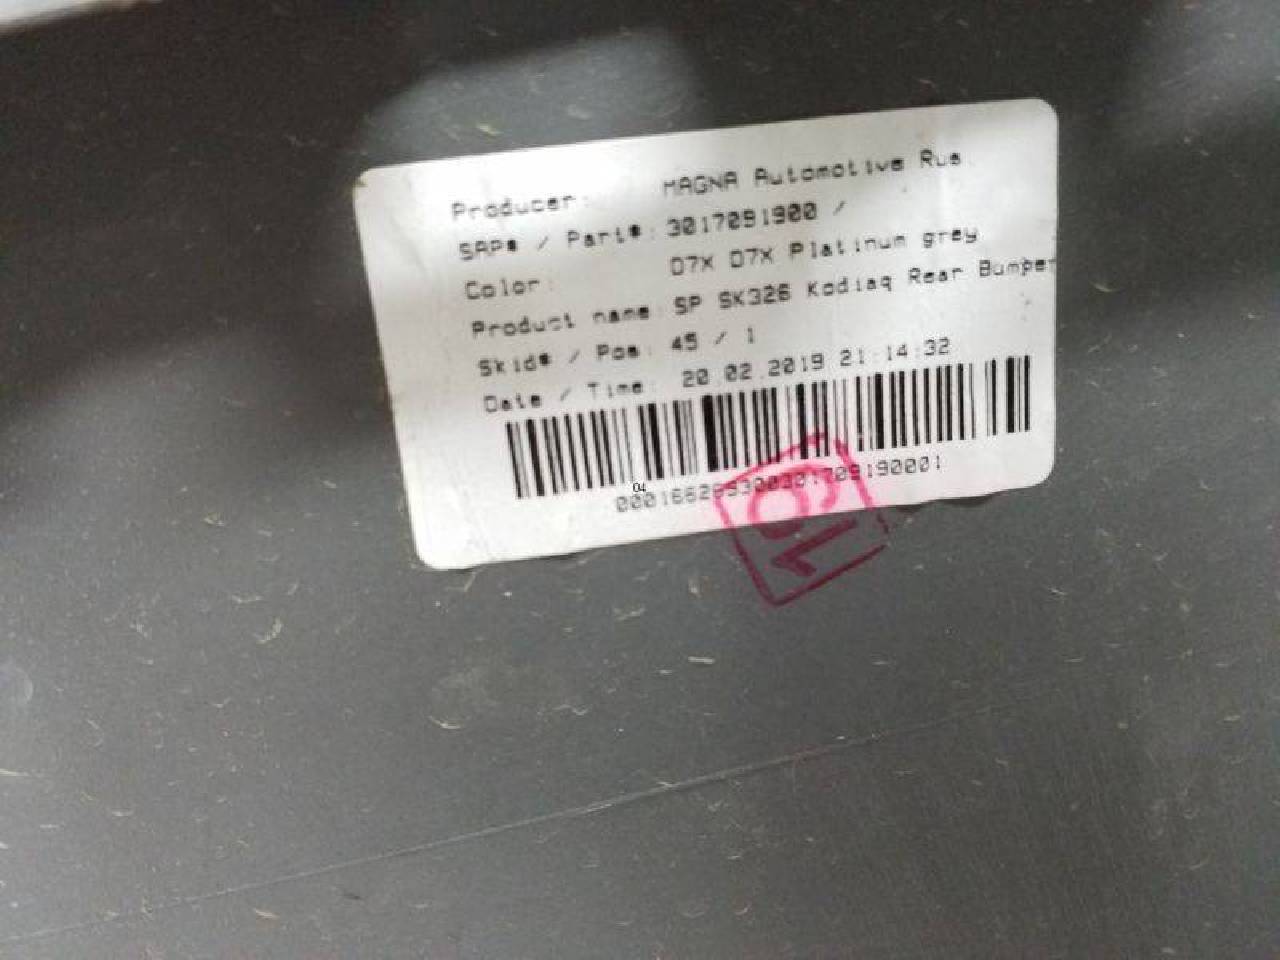 Producer: MAGNA Automotive Rus
SAP# / Part#: 3017091900 /
Color: D7X D7X Platinum grey
Product name: SP SK326 Kodiaq Rear Bumper
Skid# / Pos: 45 / 1
Date / Time: 20.02.2019 21:14:32
04